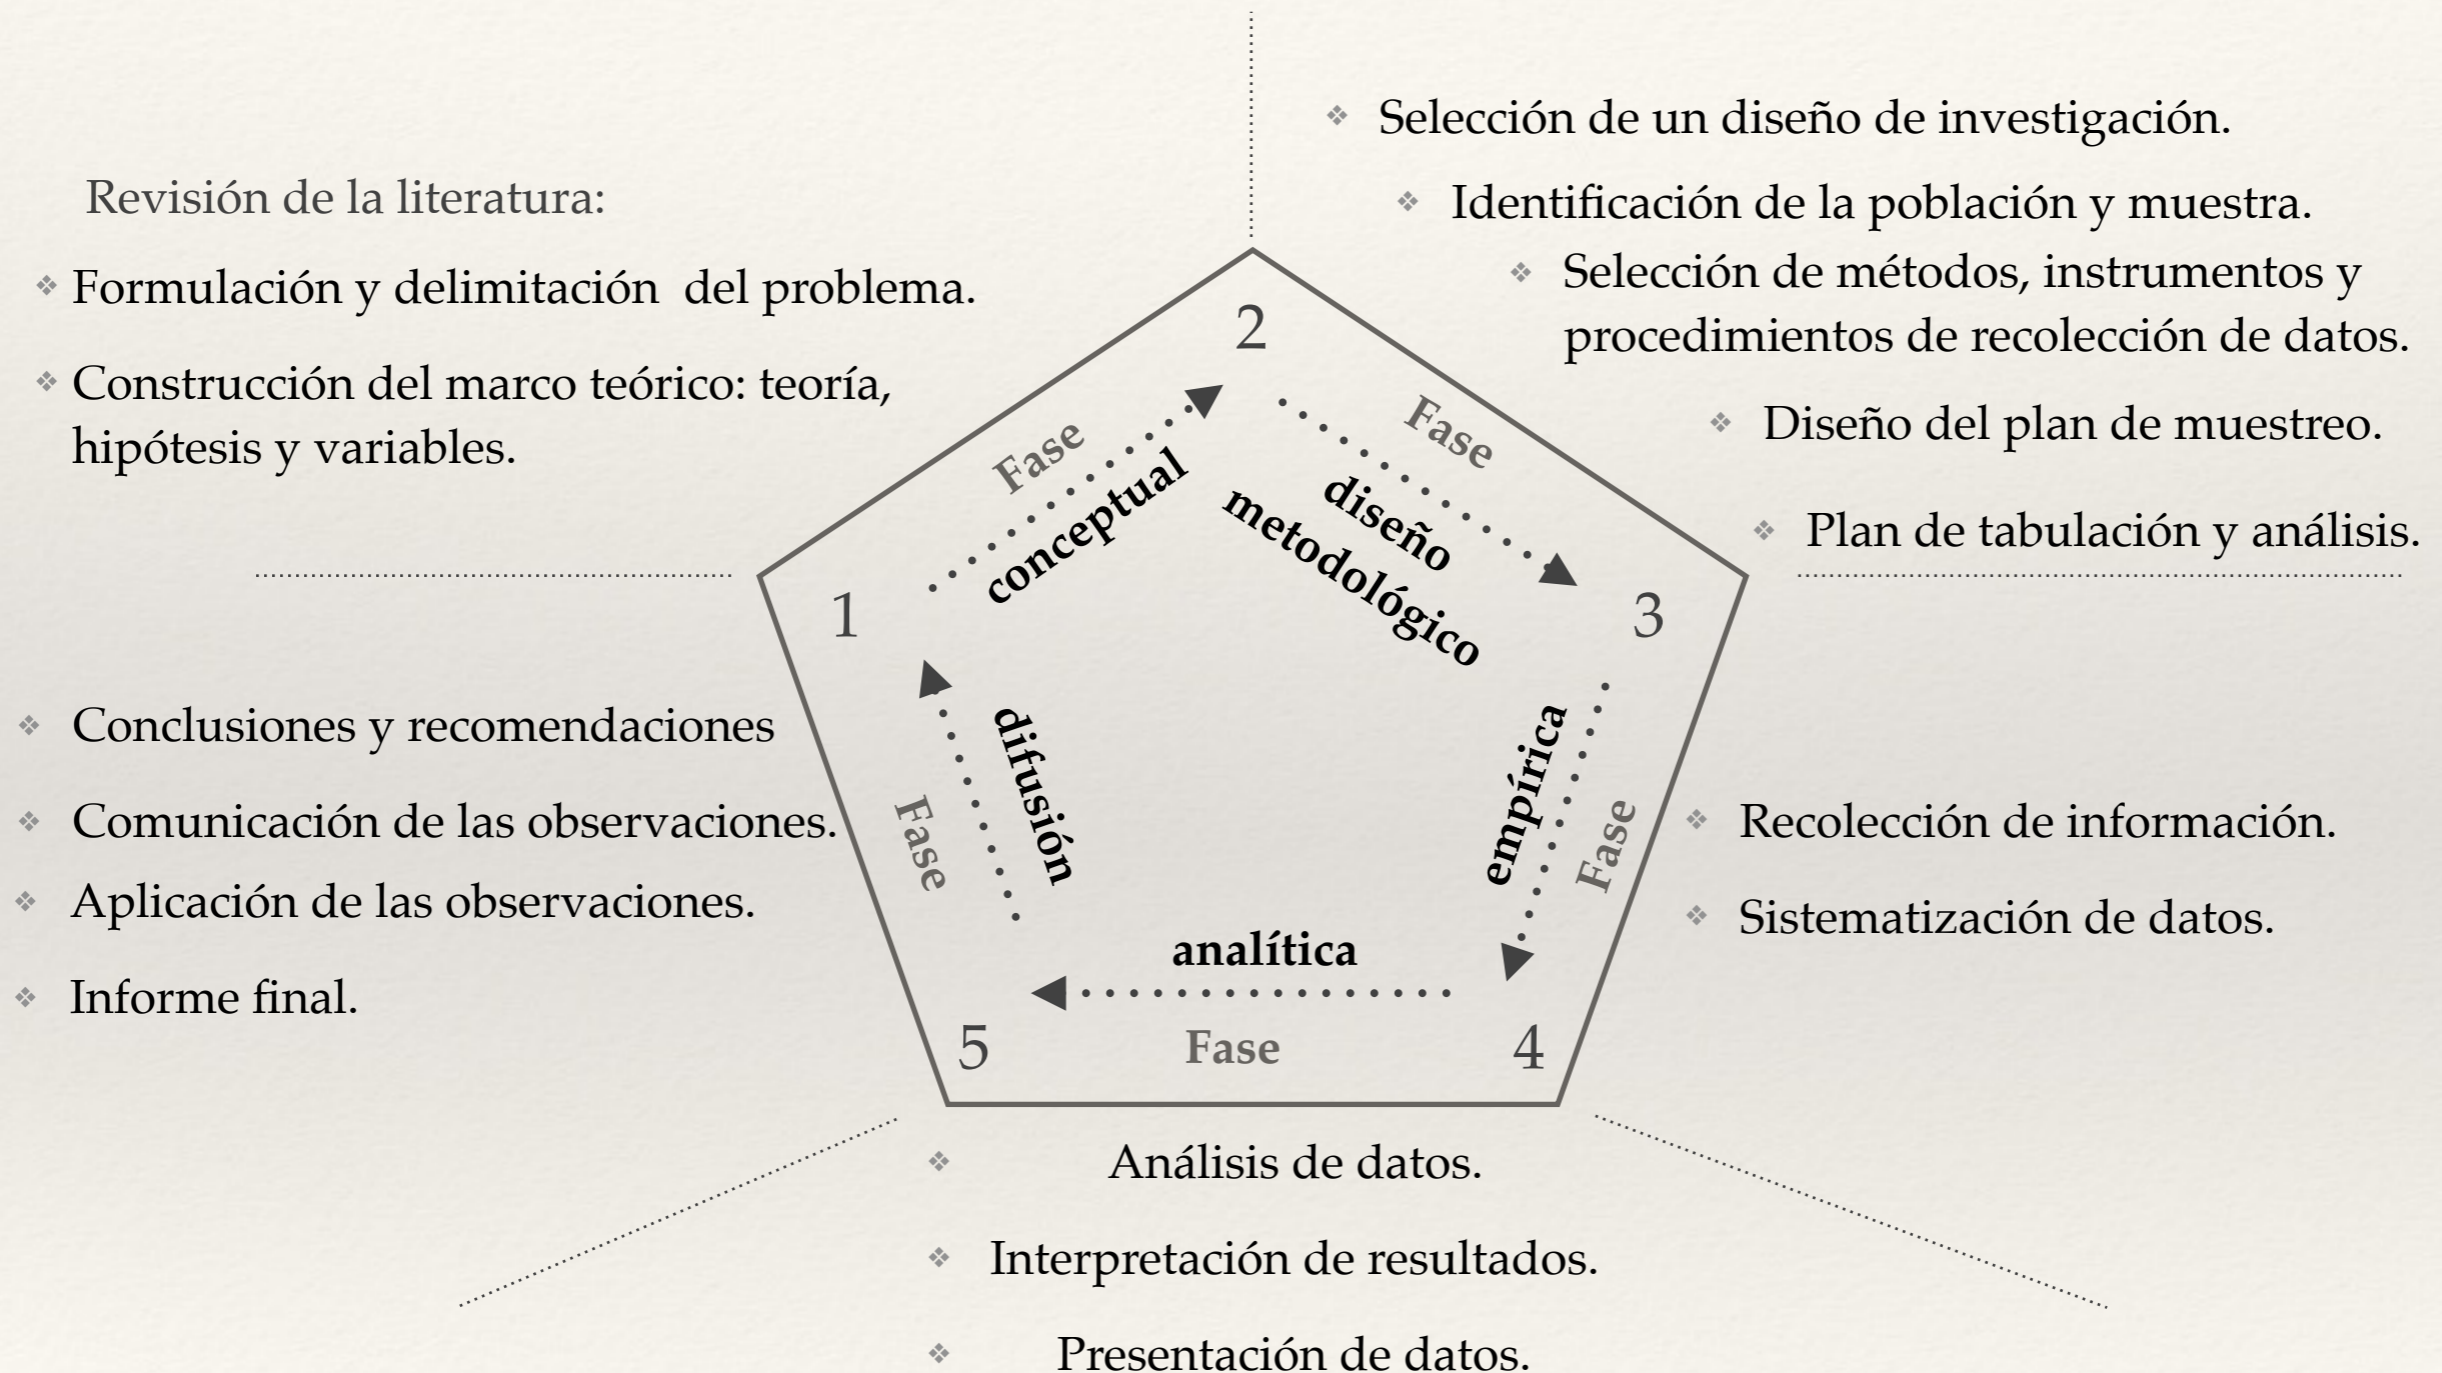 Revisión de la literatura:
❖ Formulación y delimitación  del problema.
❖ Construcción del marco teórico: teoría,
hipótesis y variables.
❖ Selección de un diseño de investigación.
❖ Identificación de la población y muestra.
❖ Selección de métodos, instrumentos y
procedimientos de recolección de datos.
❖ Diseño del plan de muestreo.
❖ Plan de tabulación y análisis.
1
Fase
conceptual
2
Fase
diseño
metodológico
3
Fase
empírica
4
analítica
Fase
5
Fase
difusión
❖ Recolección de información.
❖ Sistematización de datos.
❖ Análisis de datos.
❖ Interpretación de resultados.
❖ Presentación de datos.
❖ Conclusiones y recomendaciones
❖ Comunicación de las observaciones.
❖ Aplicación de las observaciones.
❖ Informe final.